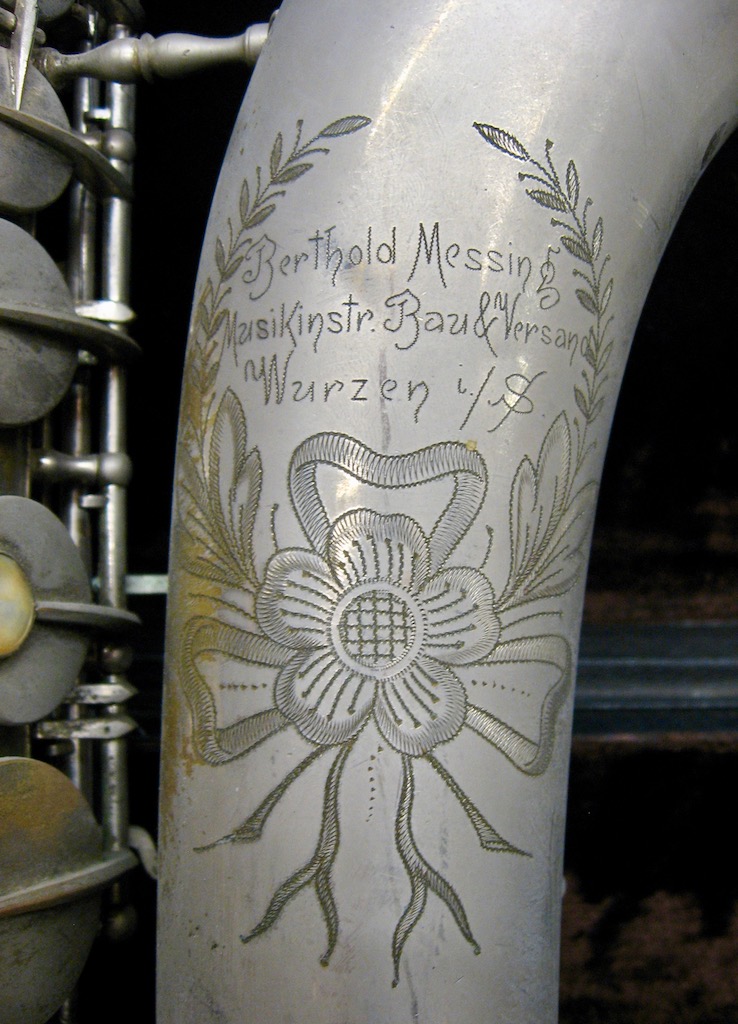 Berthold Messing
Musikinstr. Bau & Versand
Wurzen i/S